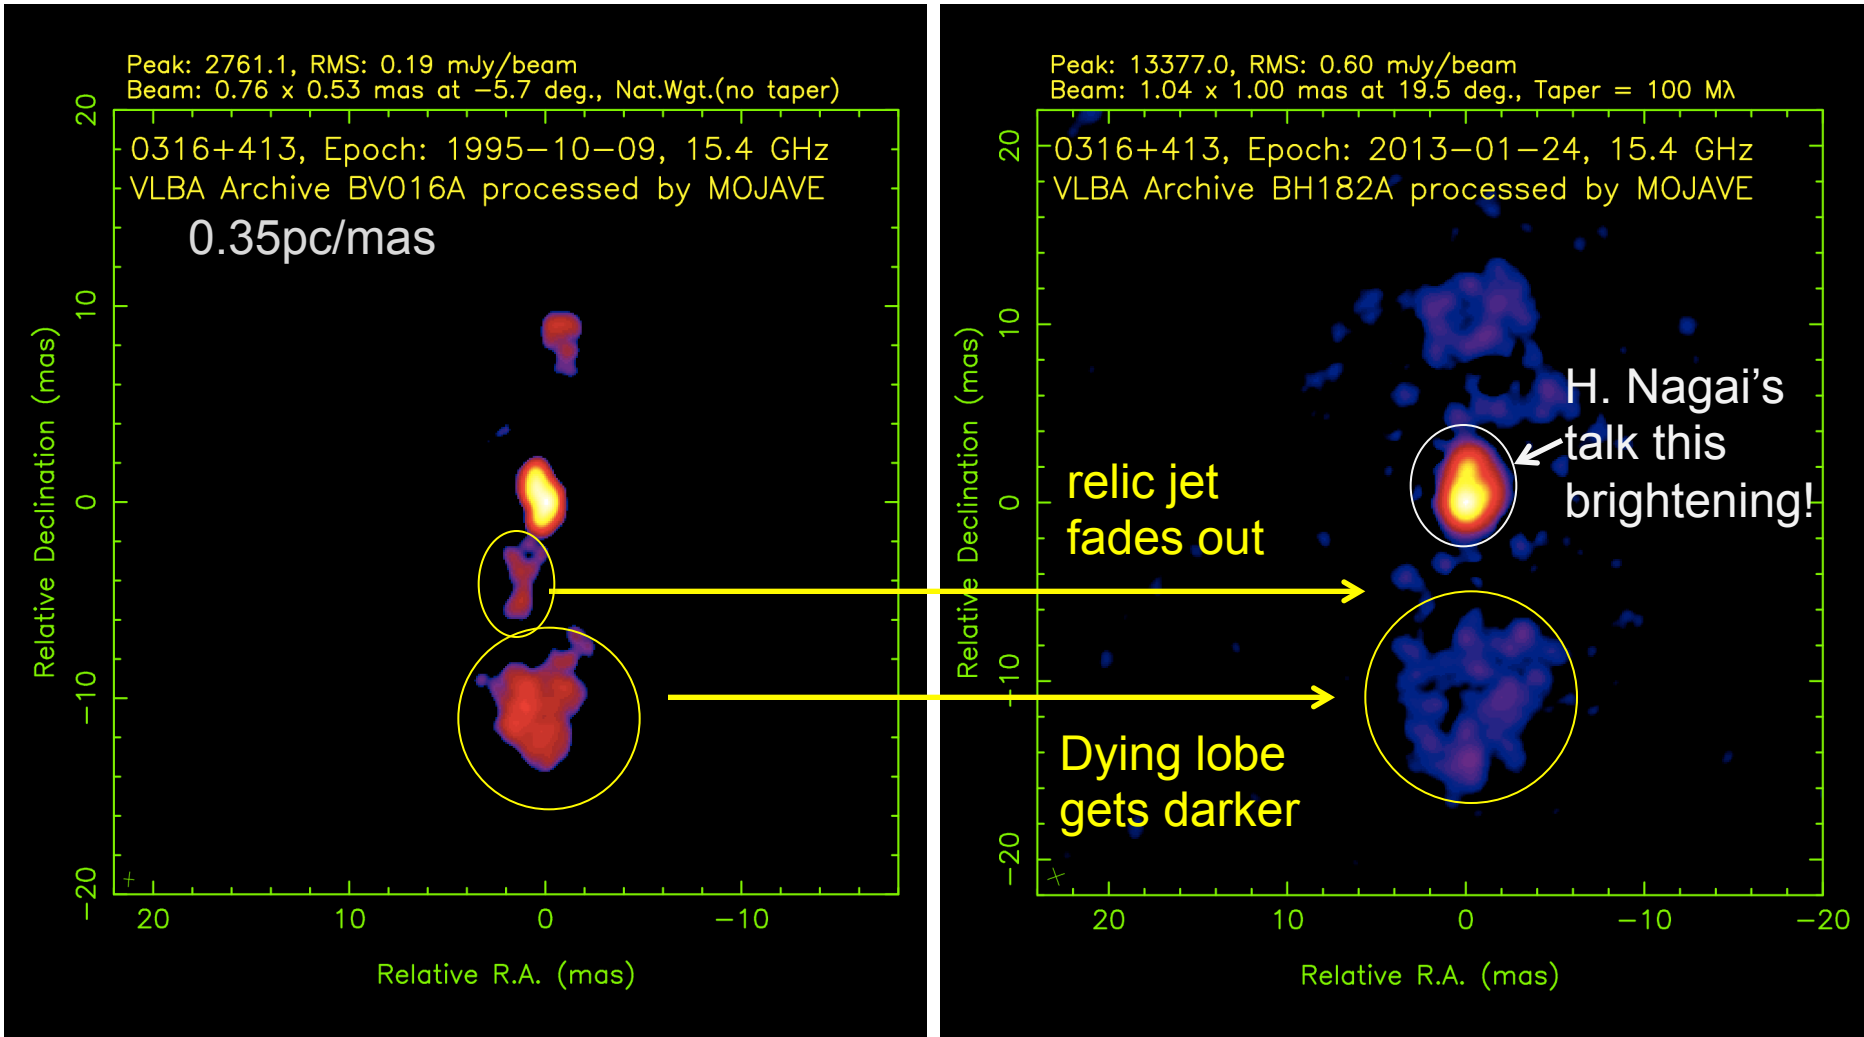 Peak: 2761.1, RMS: 0.19 mJy/beam
Beam: 0.76 x 0.53 mas at −5.7 deg., Nat.Wgt.(no taper)
0316+413, Epoch: 1995−10−09, 15.4 GHz
VLBA Archive BV016A processed by MOJAVE
0.35pc/mas
20
10
0
−10
−20
Relative Declination (mas)
20
10
0
−10
Relative R.A. (mas)
Peak: 13377.0, RMS: 0.60 mJy/beam
Beam: 1.04 x 1.00 mas at 19.5 deg., Taper = 100 Mλ
0316+413, Epoch: 2013−01−24, 15.4 GHz
VLBA Archive BH182A processed by MOJAVE
H. Nagai's
talk this
brightening!
relic jet
fades out
Dying lobe
gets darker
20
10
0
−10
−20
Relative Declination (mas)
20
10
0
−10
−20
Relative R.A. (mas)